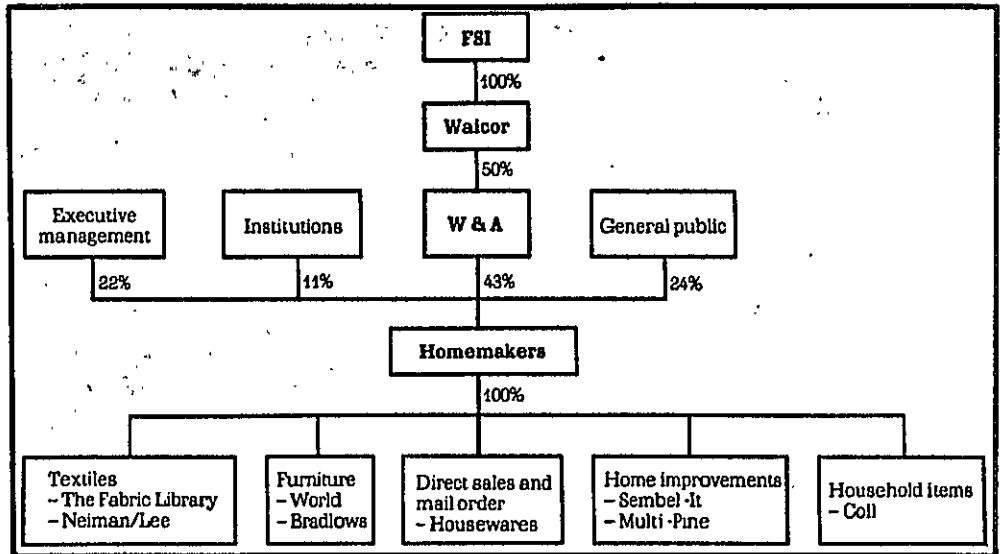 FSI
100%
Walcor
50%
Executive
management
Institutions
W & A
General public
22%
11%
43%
24%
Homemakers
100%
Textiles
– The Fabric Library
– Neiman/Lee
Furniture
– World
– Bradlows
Direct sales and
mail order
– Housewares
Home improvements
– Sembel-It
– Multi-Pine
Household items
– Coll